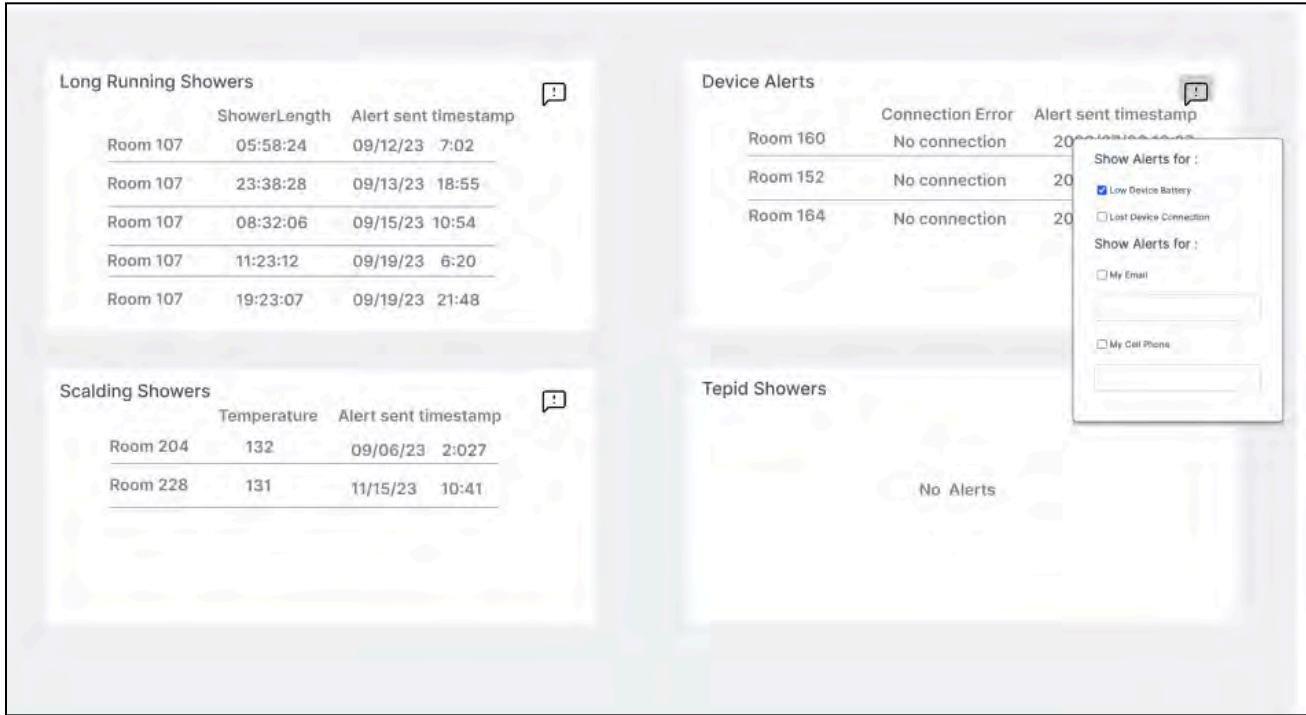 Long Running Showers
ShowerLength Alert sent timestamp
Room 107 05:58:24 09/12/23 7:02
Room 107 23:38:28 09/13/23 18:55
Room 107 08:32:06 09/15/23 10:54
Room 107 11:23:12 09/19/23 6:20
Room 107 19:23:07 09/19/23 21:48
Device Alerts
Connection Error Alert sent timestamp
Room 160 No connection
Room 152 No connection 20
Room 164 No connection 20
Show Alerts for :
Low Device Battery
Lost Device Connection
Show Alerts for :
My Email
My Cell Phone
Scalding Showers
Temperature Alert sent timestamp
Room 204 132 09/06/23 2:027
Room 228 131 11/15/23 10:41
Tepid Showers
No Alerts